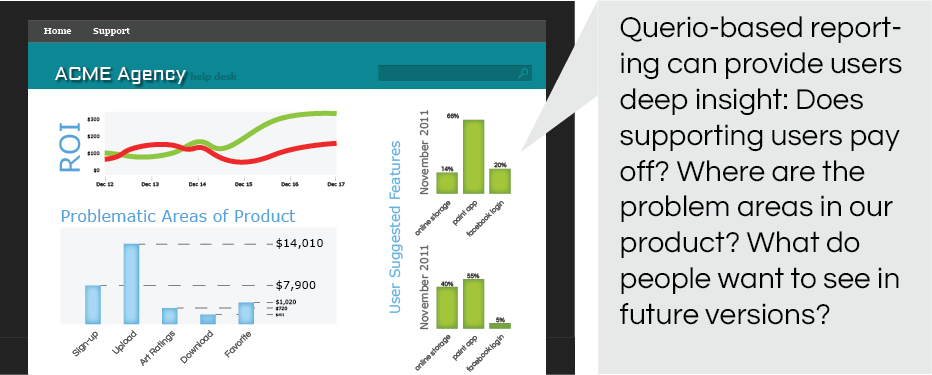 Home Support
ACME Agency help desk
ROI
$300
$200
$100
$0
Dec 12 Dec 13 Dec 14 Dec 15 Dec 16 Dec 17
Problematic Areas of Product
$14,010
$7,900
$1,020
$720
Sign-up Upload Art Ratings Download Favorite
User Suggested Features
November 2011
66%
14%
20%
online storage paint app facebook login
November 2011
40%
55%
5%
online storage paint app facebook login
Querio-based report-
ing can provide users
deep insight: Does
supporting users pay
off? Where are the
problem areas in our
product? What do
people want to see in
future versions?